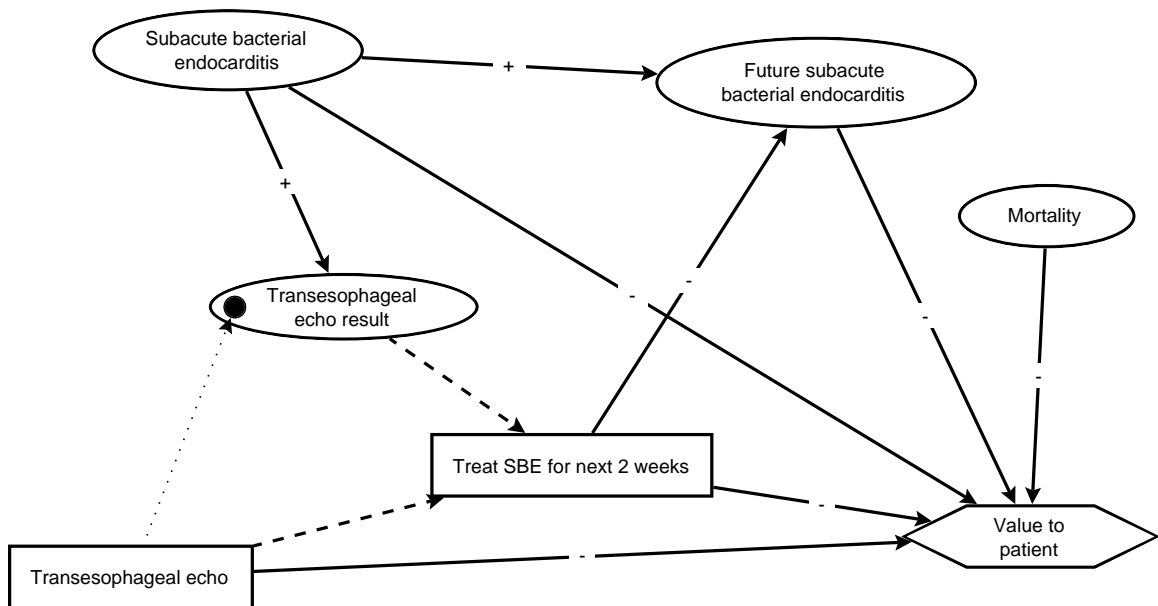 Subacute bacterial
endocarditis
+
Future subacute
bacterial endocarditis
+
Mortality
-
Transesophageal
echo result
-
-
-
Treat SBE for next 2 weeks
-
Value to
patient
-
Transesophageal echo